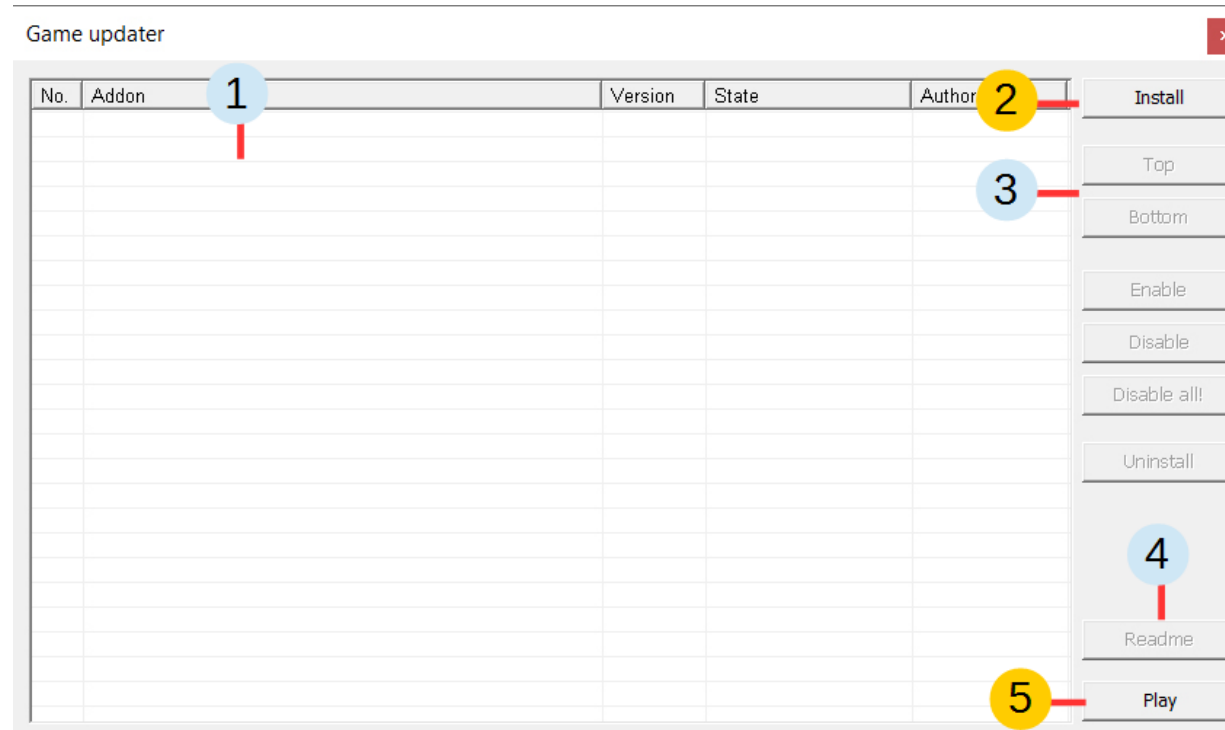 Game updater
x
No. Addon 1 Version State Author 2 Install
Top
3
Bottom
Enable
Disable
Disable all!
Uninstall
4
Readme
5 Play